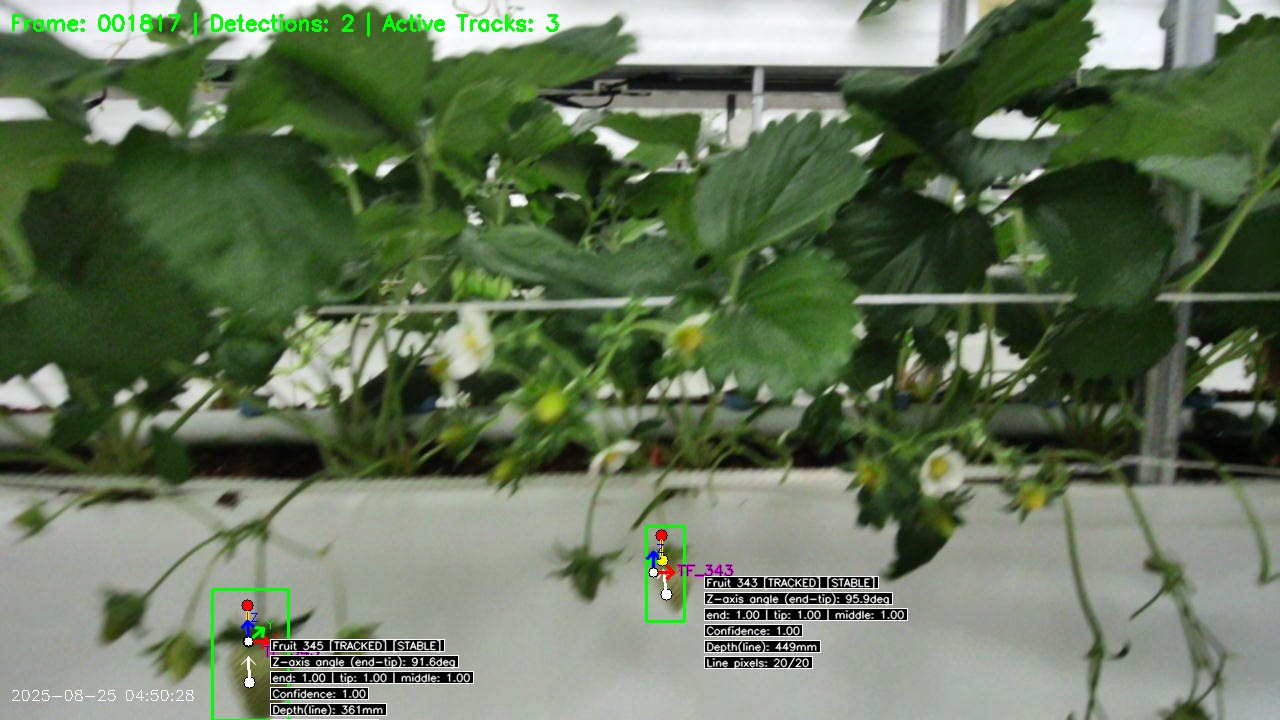 Frame: 001817 | Detections: 2 | Active Tracks: 3
TF_343
Fruit 343 [TRACKED] [STABLE]
Z-axis angle (end-tip): 95.9deg
end: 1.00 | tip: 1.00 | middle: 1.00
Confidence: 1.00
Depth(line): 449mm
Line pixels: 20/20
Fruit 345 [TRACKED] [STABLE]
Z-axis angle (end-tip): 91.6deg
end: 1.00 | tip: 1.00 | middle: 1.00
Confidence: 1.00
Depth(line): 361mm
2025-08-25 04:50:28